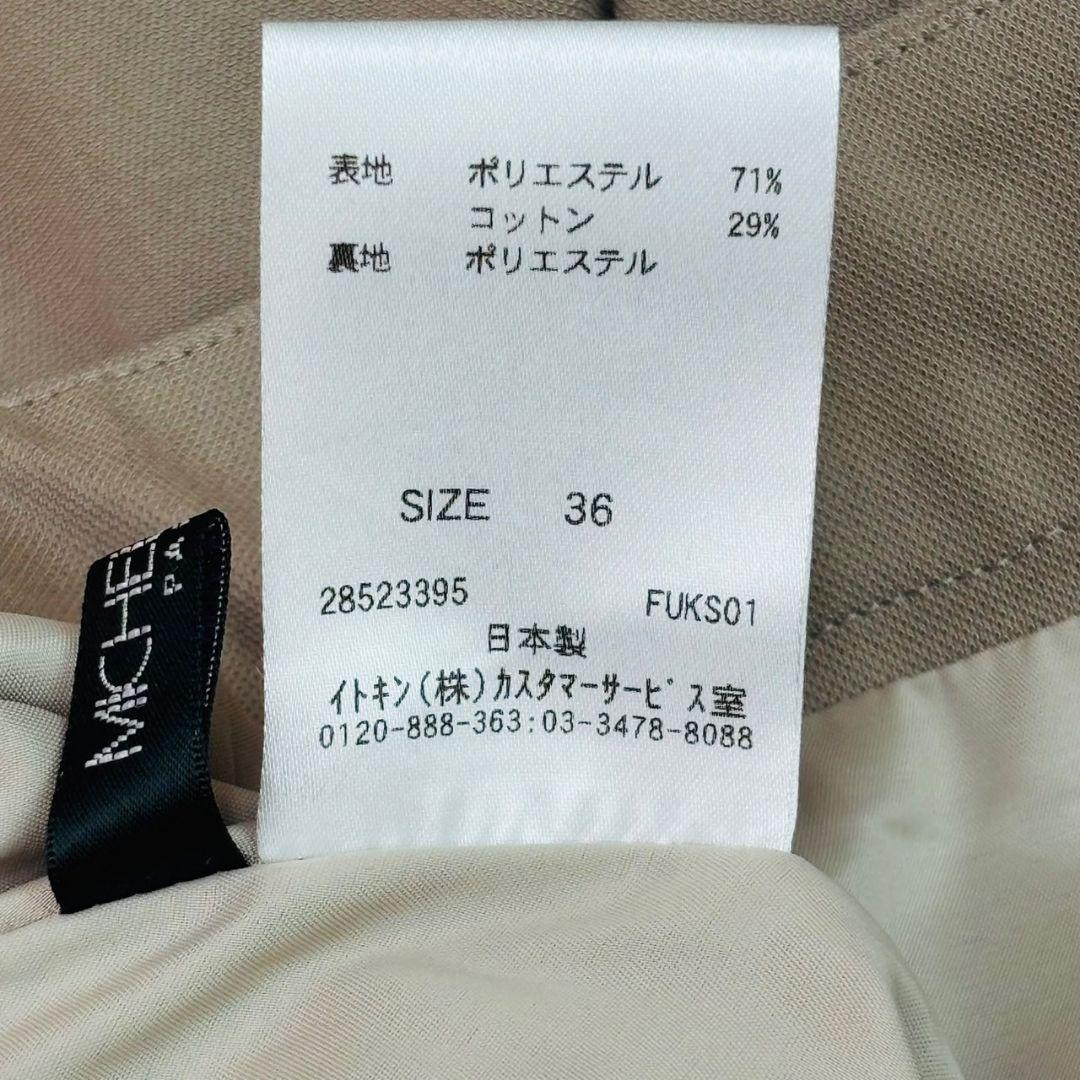 表地 ポリエステル 71%
コットン 29%
裏地 ポリエステル
SIZE 36
28523395 FUKS01
日本製
イトキン(株)カスタマーサービス室
0120-888-363:03-3478-8088